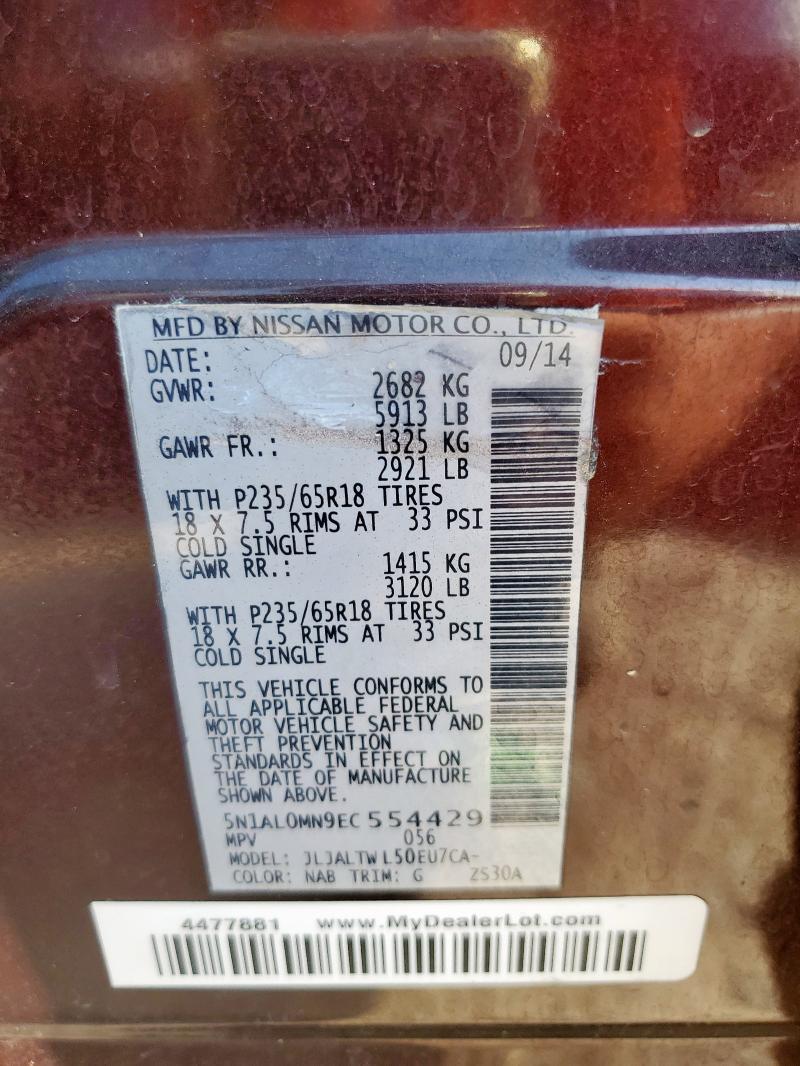 MFD BY NISSAN MOTOR CO., LTD.
DATE: 09/14
GVWR: 2682 KG
5913 LB
GAWR FR.: 1325 KG
2921 LB
WITH P235/65R18 TIRES
18 X 7.5 RIMS AT 33 PSI
COLD SINGLE
GAWR RR.: 1415 KG
3120 LB
WITH P235/65R18 TIRES
18 X 7.5 RIMS AT 33 PSI
COLD SINGLE
THIS VEHICLE CONFORMS TO
ALL APPLICABLE FEDERAL
MOTOR VEHICLE SAFETY AND
THEFT PREVENTION
STANDARDS IN EFFECT ON
THE DATE OF MANUFACTURE
SHOWN ABOVE.
5N1AL0MN9EC 554429
MPV 056
MODEL: JLJALTW L50EU7CA-
COLOR: NAB TRIM: G ZS30A
4477881 www.MyDealerLot.com